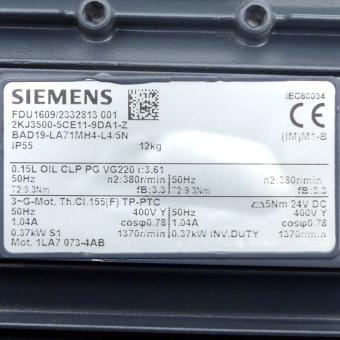 SIEMENS
IEC60034
FDU1609/2332813 001
2KJ3500-5CE11-9DA1-Z
BAD19-LA71MH4-L4/5N
IP55 12kg
CE
(IM)M1-B
0.15L OIL CLP PG VG220 i:3.61
50Hz n2:380r/min 50Hz n2:380r/min
T2:9.3Nm fB:3.3 T2:9.3Nm fB:3.3
3~G-Mot. Th.Cl.155(F) TP-PTC 5Nm 24V DC
50Hz 400V Y 50Hz 400V Y
1.04A cosφ0.78 1.04A cosφ0.78
0.37kW S1 1370r/min 0.37kW INV.DUTY 1370r/min
Mot. 1LA7 073-4AB